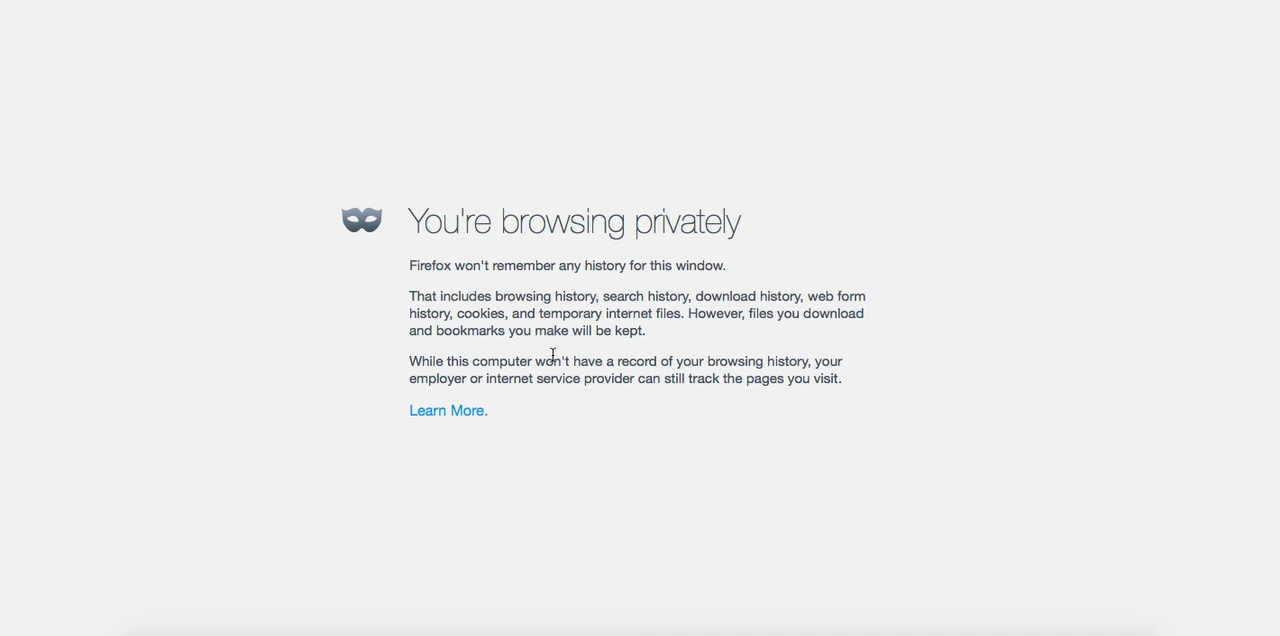 You're browsing privately
Firefox won't remember any history for this window.
That includes browsing history, search history, download history, web form
history, cookies, and temporary internet files. However, files you download
and bookmarks you make will be kept.
While this computer won't have a record of your browsing history, your
employer or internet service provider can still track the pages you visit.
Learn More.